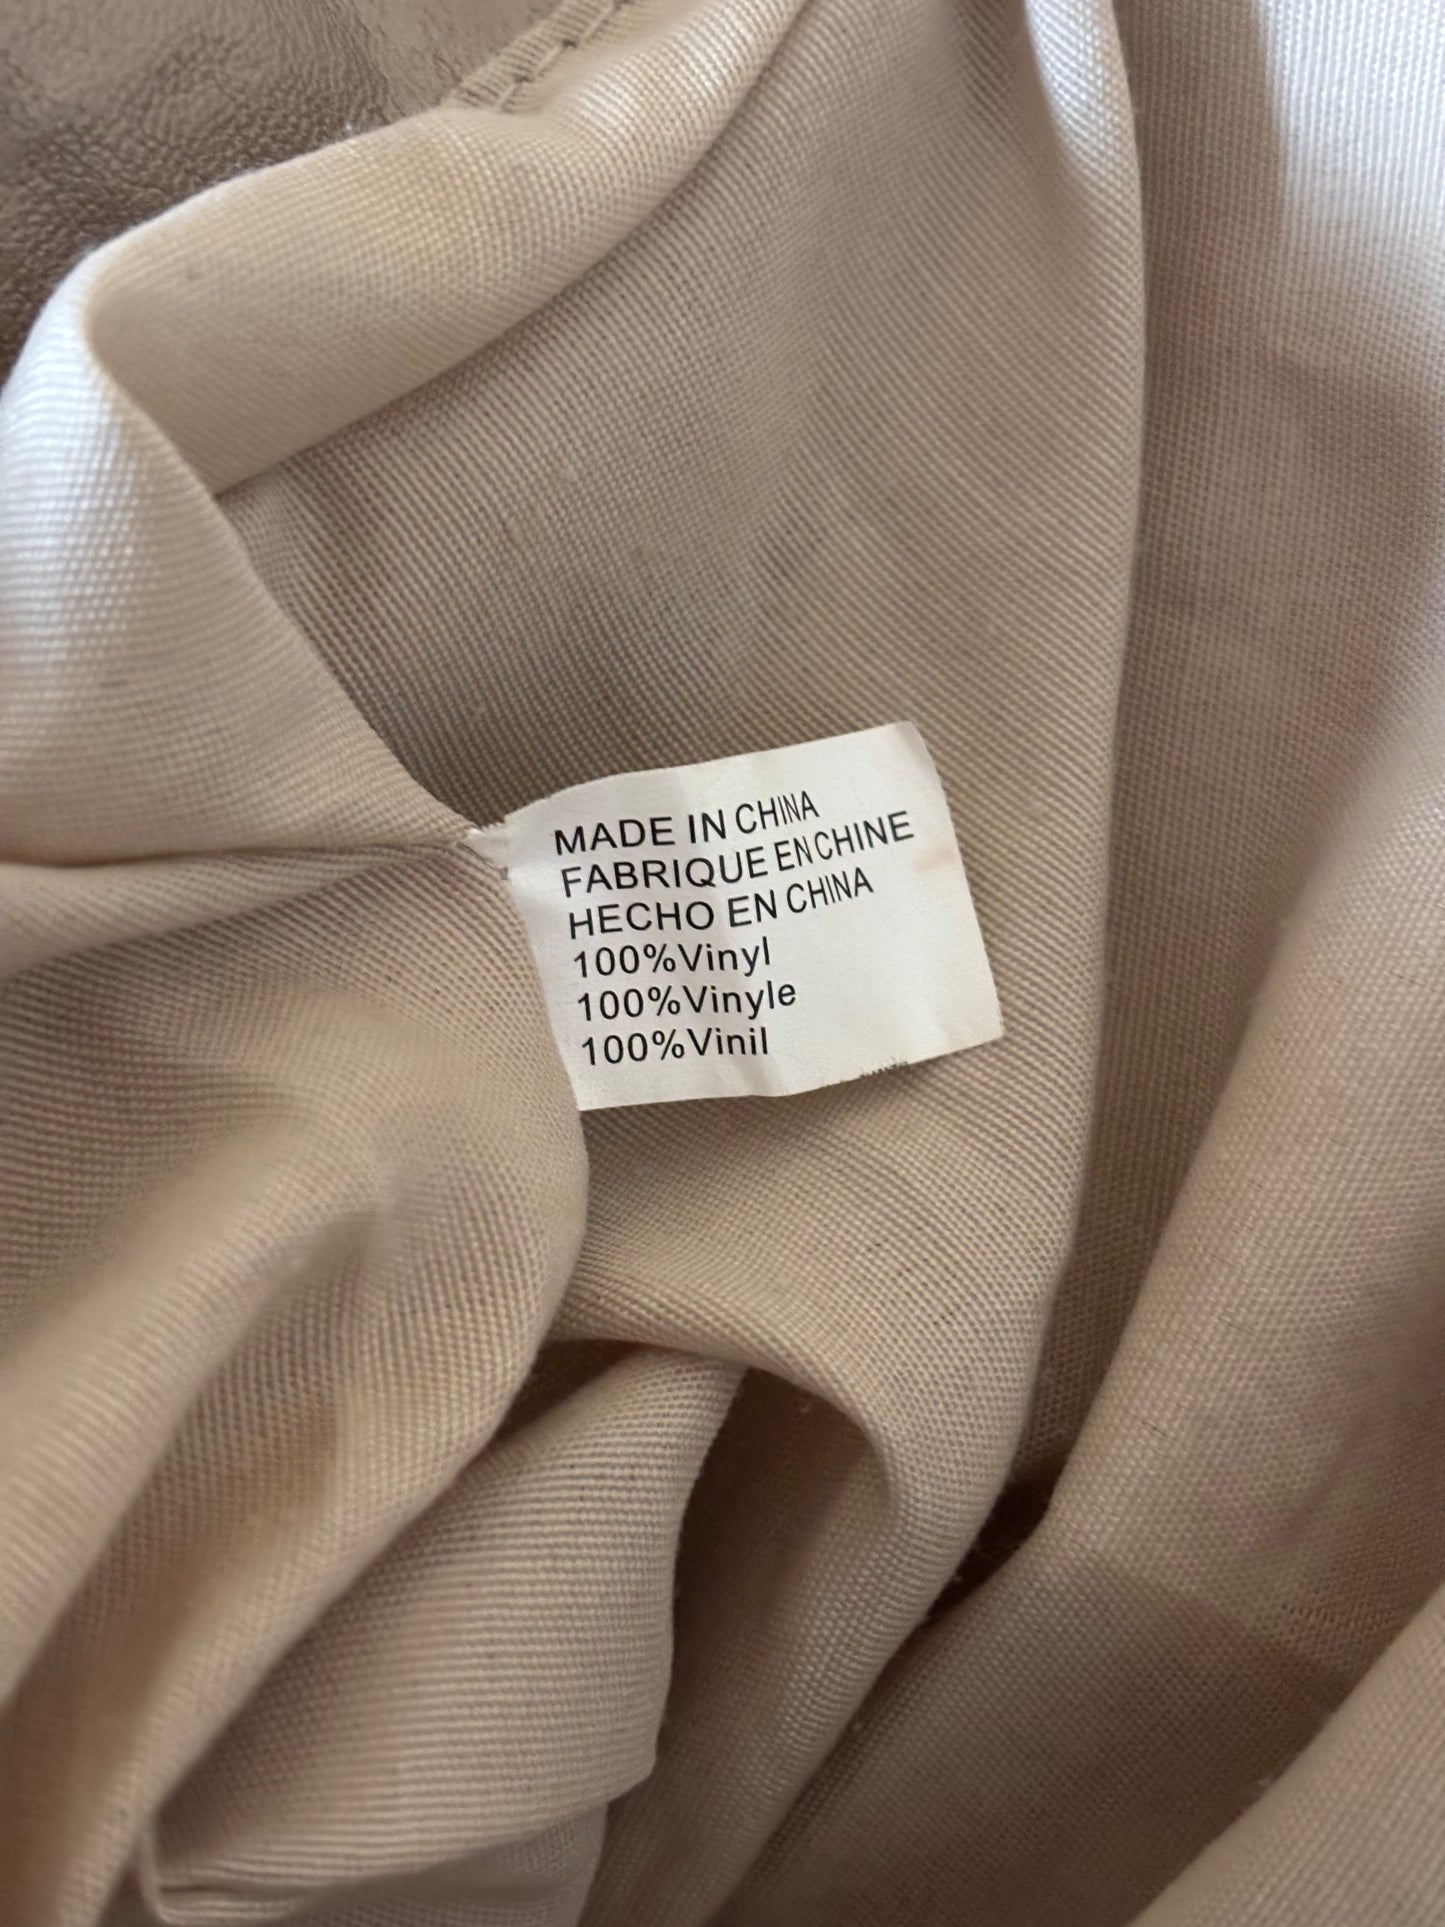 MADE IN CHINA
FABRIQUE EN CHINE
HECHO EN CHINA
100%Vinyl
100%Vinyle
100%Vinil